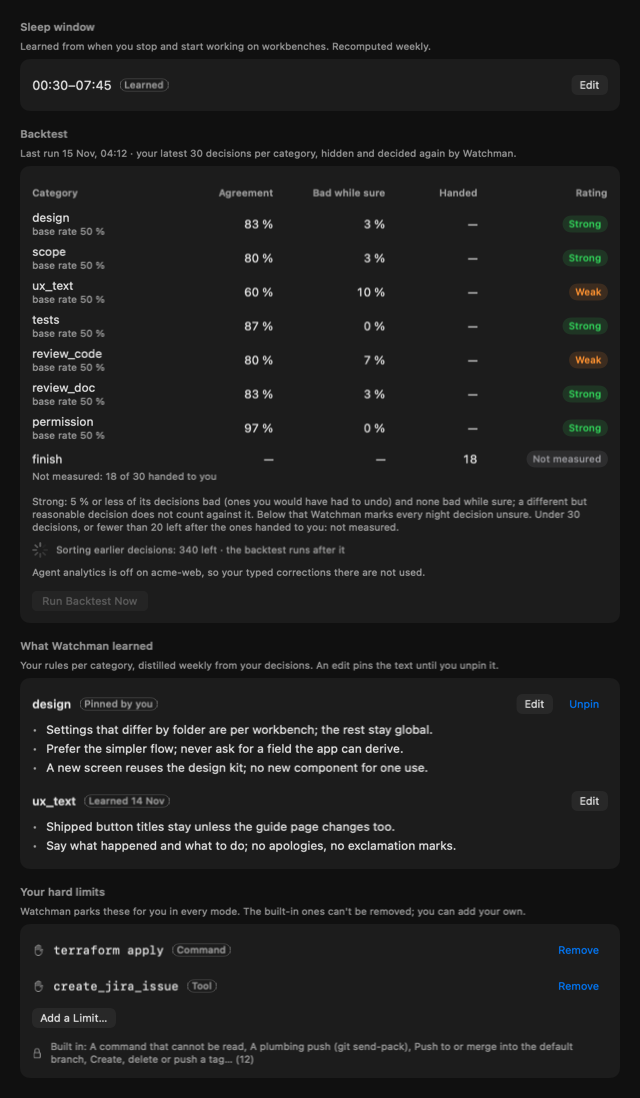 Sleep window
Learned from when you stop and start working on workbenches. Recomputed weekly.
00:30–07:45 Learned Edit
Backtest
Last run 15 Nov, 04:12 · your latest 30 decisions per category, hidden and decided again by Watchman.
Category Agreement Bad while sure Handed Rating
design 83 % 3 % — Strong
base rate 50 %
scope 80 % 3 % — Strong
base rate 50 %
ux_text 60 % 10 % — Weak
base rate 50 %
tests 87 % 0 % — Strong
base rate 50 %
review_code 80 % 7 % — Weak
base rate 50 %
review_doc 83 % 3 % — Strong
base rate 50 %
permission 97 % 0 % — Strong
base rate 50 %
finish — — 18 Not measured
Not measured: 18 of 30 handed to you
Strong: 5 % or less of its decisions bad (ones you would have had to undo) and none bad while sure; a different but
reasonable decision does not count against it. Below that Watchman marks every night decision unsure. Under 30
decisions, or fewer than 20 left after the ones handed to you: not measured.
Sorting earlier decisions: 340 left · the backtest runs after it
Agent analytics is off on acme-web, so your typed corrections there are not used.
Run Backtest Now
What Watchman learned
Your rules per category, distilled weekly from your decisions. An edit pins the text until you unpin it.
design Pinned by you Edit Unpin
· Settings that differ by folder are per workbench; the rest stay global.
· Prefer the simpler flow; never ask for a field the app can derive.
· A new screen reuses the design kit; no new component for one use.
ux_text Learned 14 Nov Edit
· Shipped button titles stay unless the guide page changes too.
· Say what happened and what to do; no apologies, no exclamation marks.
Your hard limits
Watchman parks these for you in every mode. The built-in ones can't be removed; you can add your own.
terraform apply Command Remove
create_jira_issue Tool Remove
Add a Limit…
Built in: A command that cannot be read, A plumbing push (git send-pack), Push to or merge into the default
branch, Create, delete or push a tag… (12)